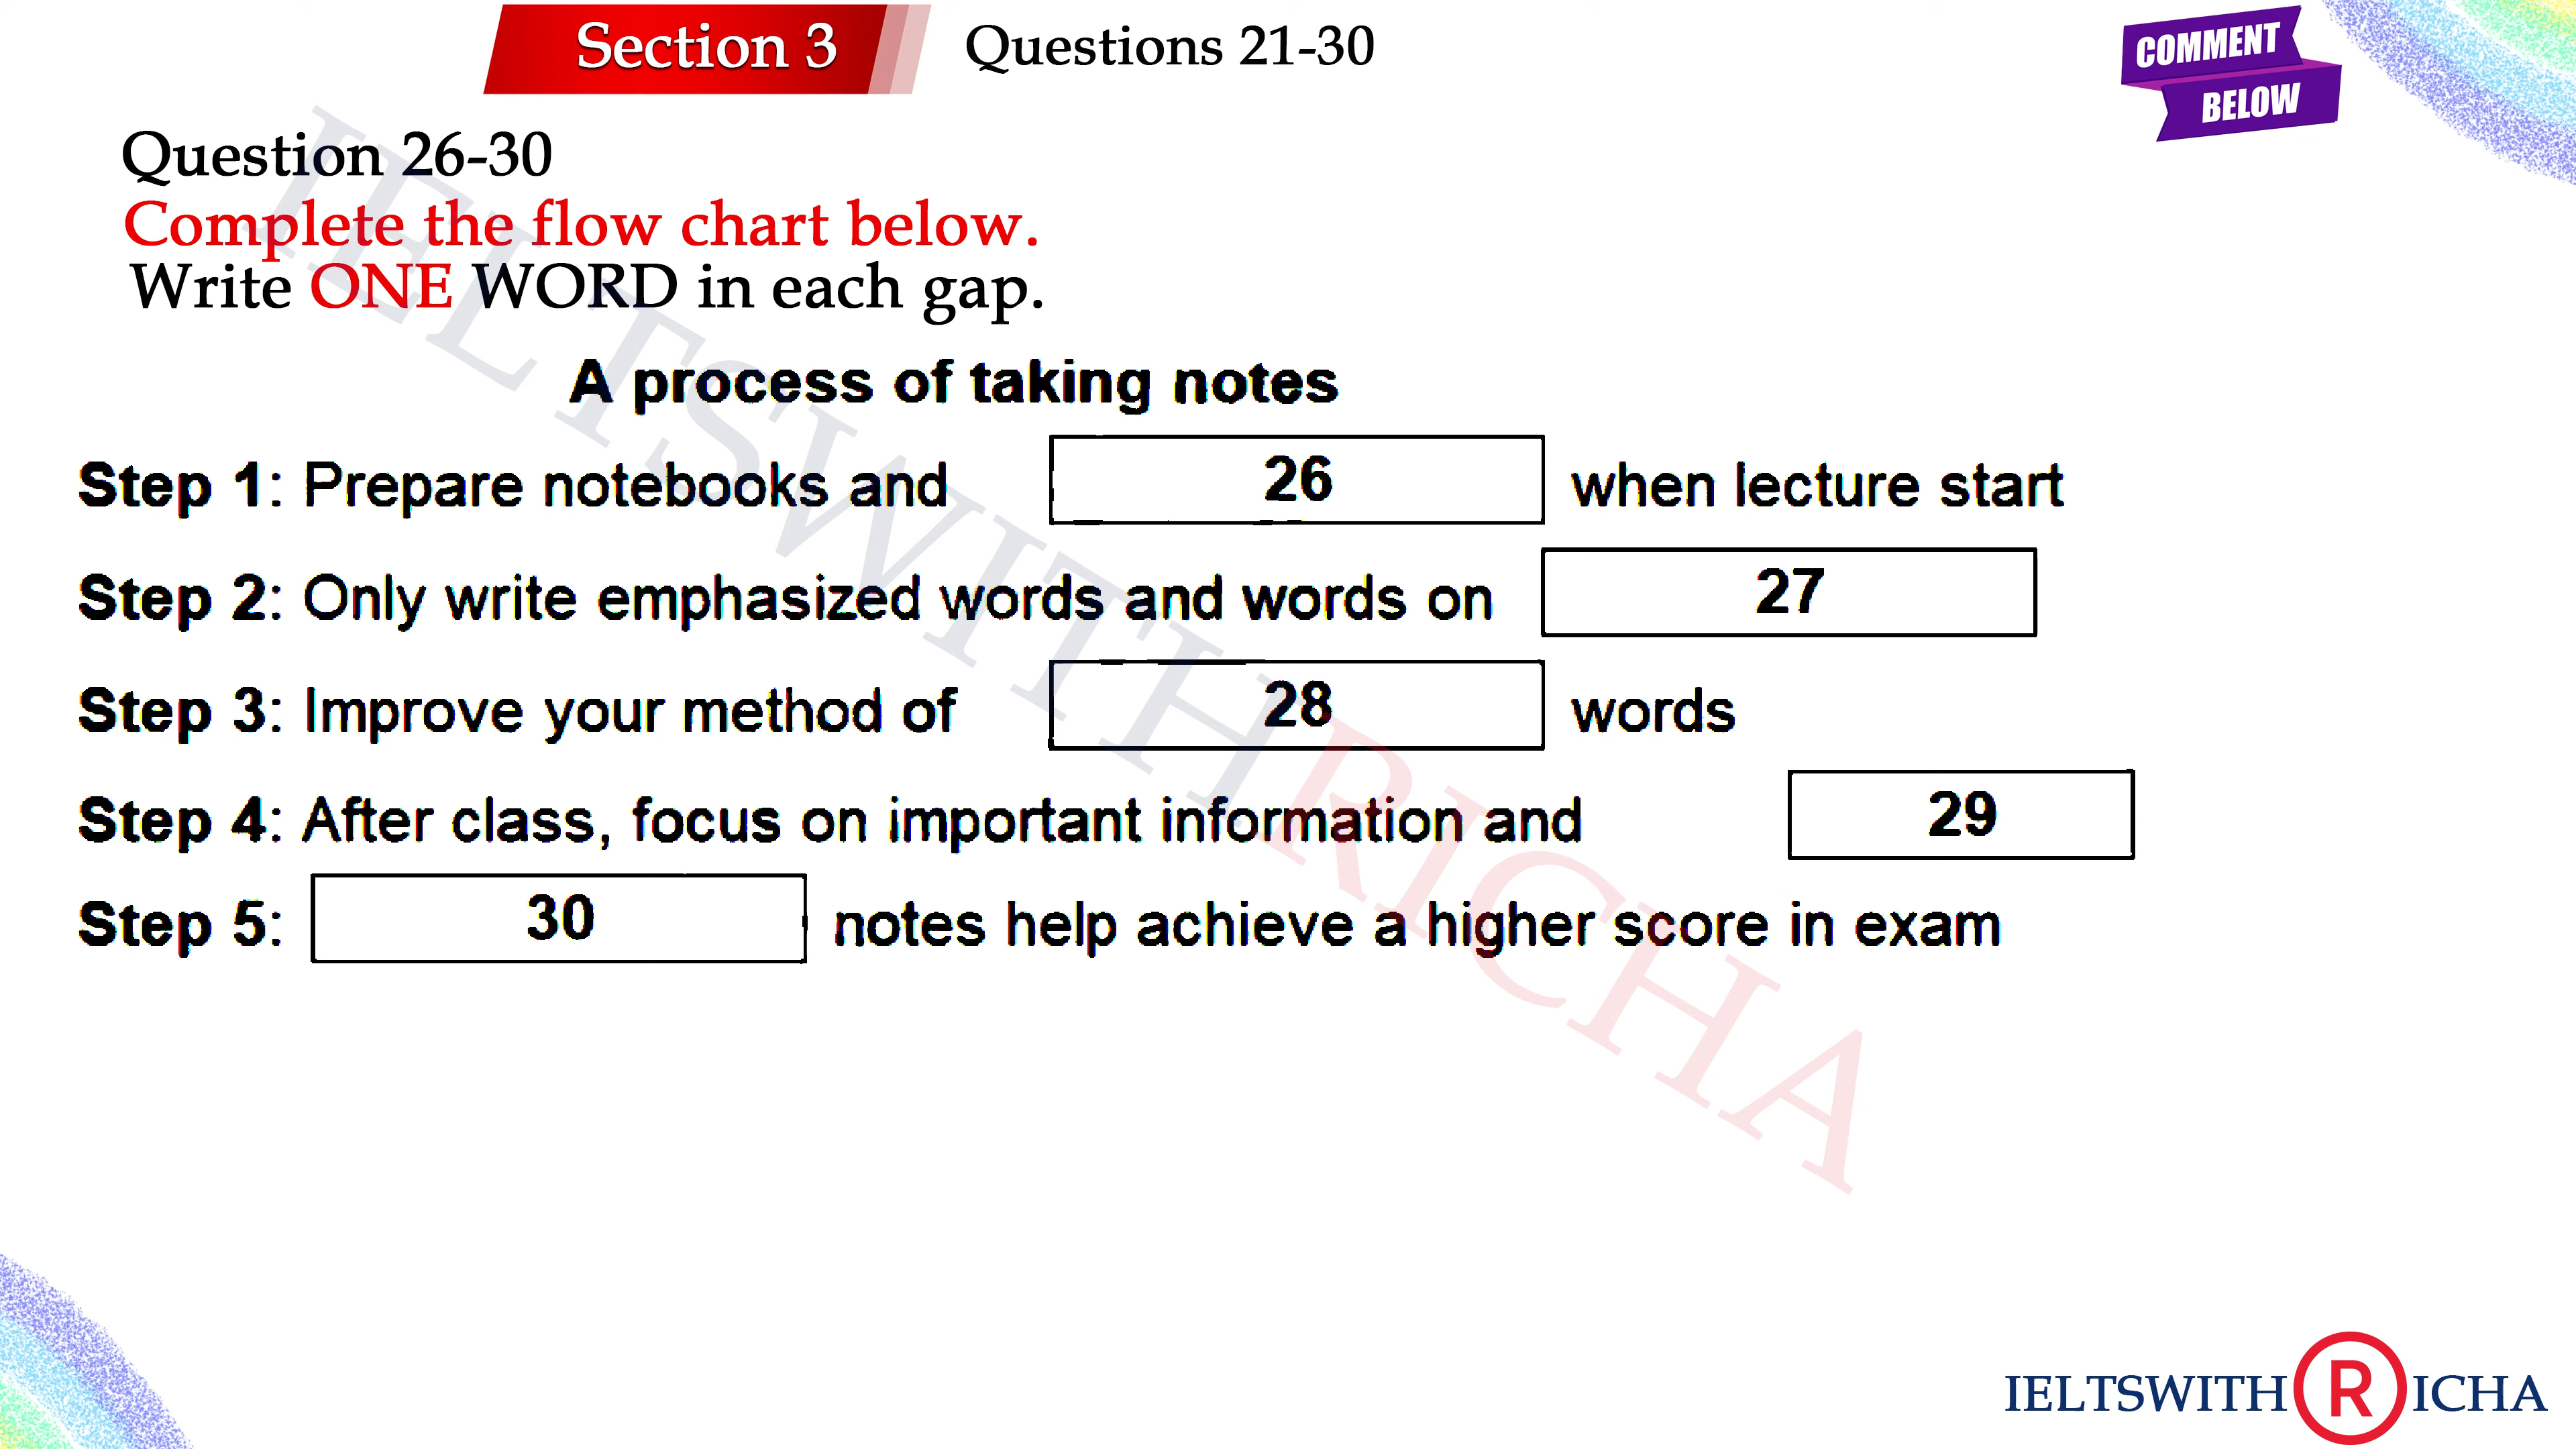 Section 3 Questions 21-30
COMMENT
BELOW
Question 26-30
Complete the flow chart below.
Write ONE WORD in each gap.
A process of taking notes
Step 1: Prepare notebooks and 26 when lecture start
Step 2: Only write emphasized words and words on 27
Step 3: Improve your method of 28 words
Step 4: After class, focus on important information and 29
Step 5: 30 notes help achieve a higher score in exam
IELTSWITHRICHA
IELTSWITHRICHA